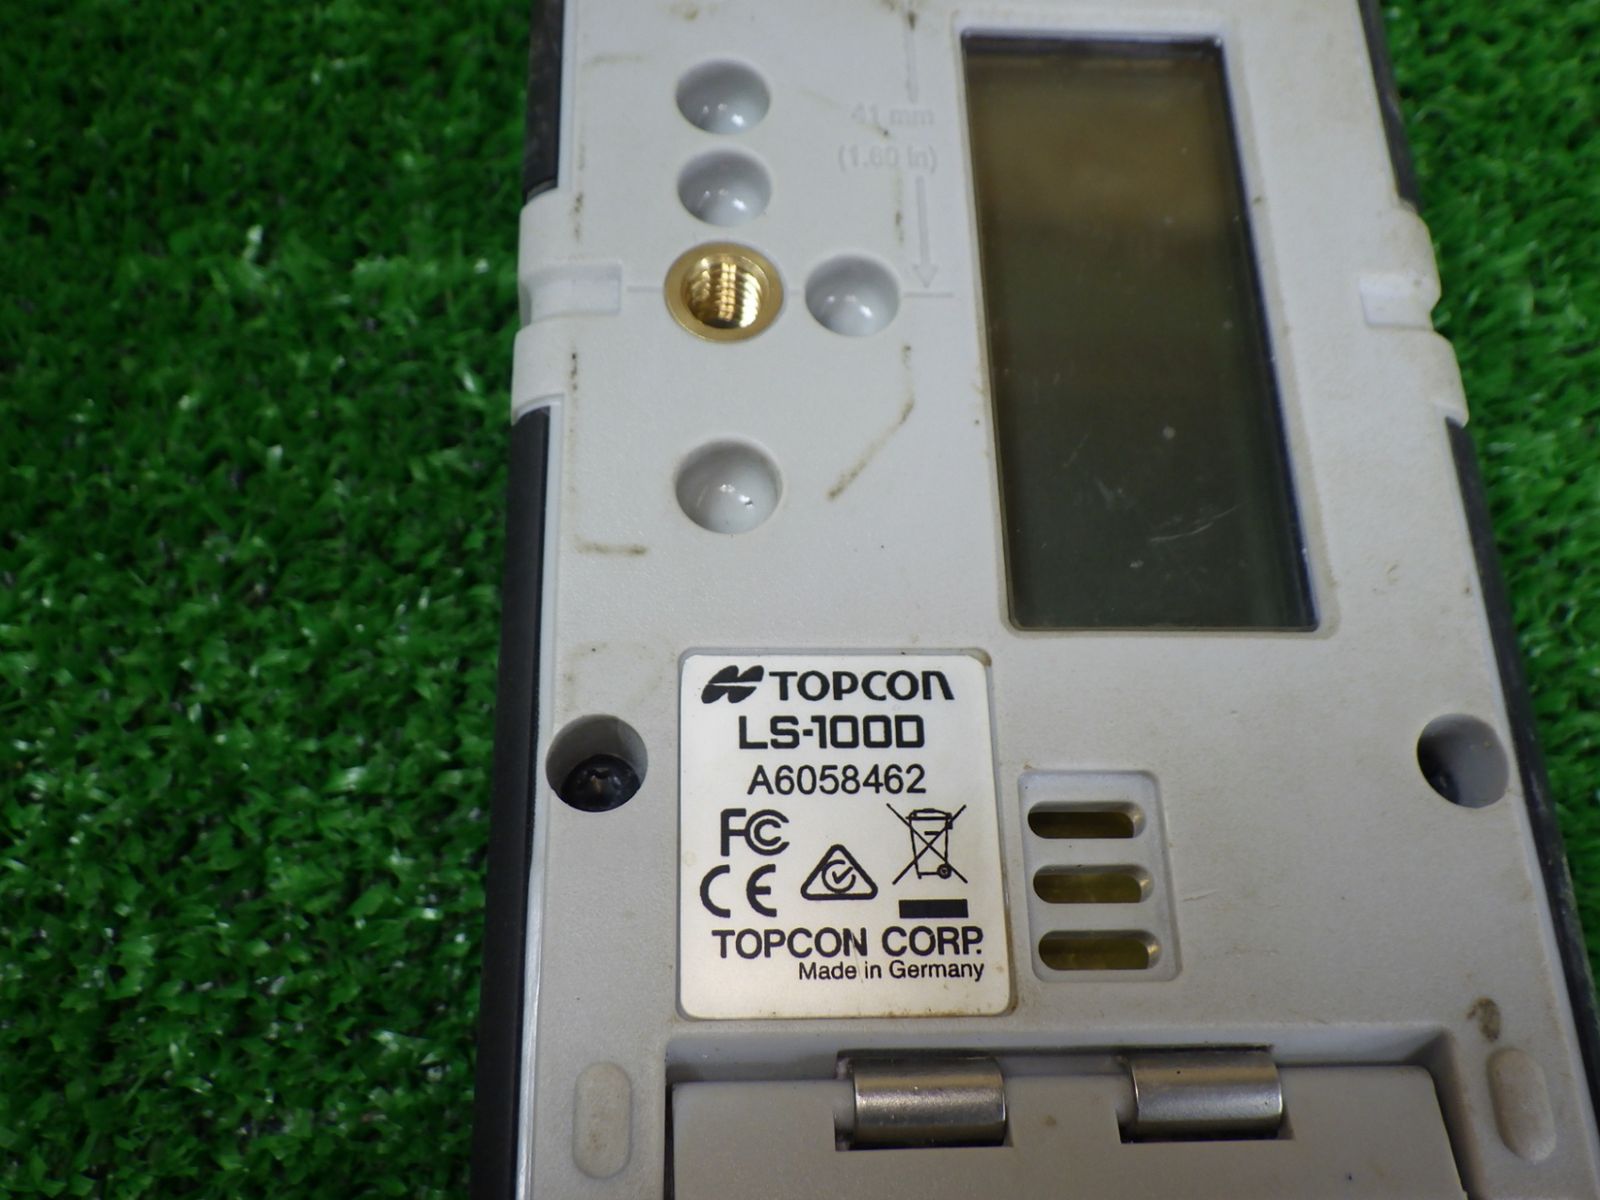 41 mm
(1.60 in)
TOPCON
LS-100D
A6058462
FC
CE
TOPCON CORP.
Made in Germany